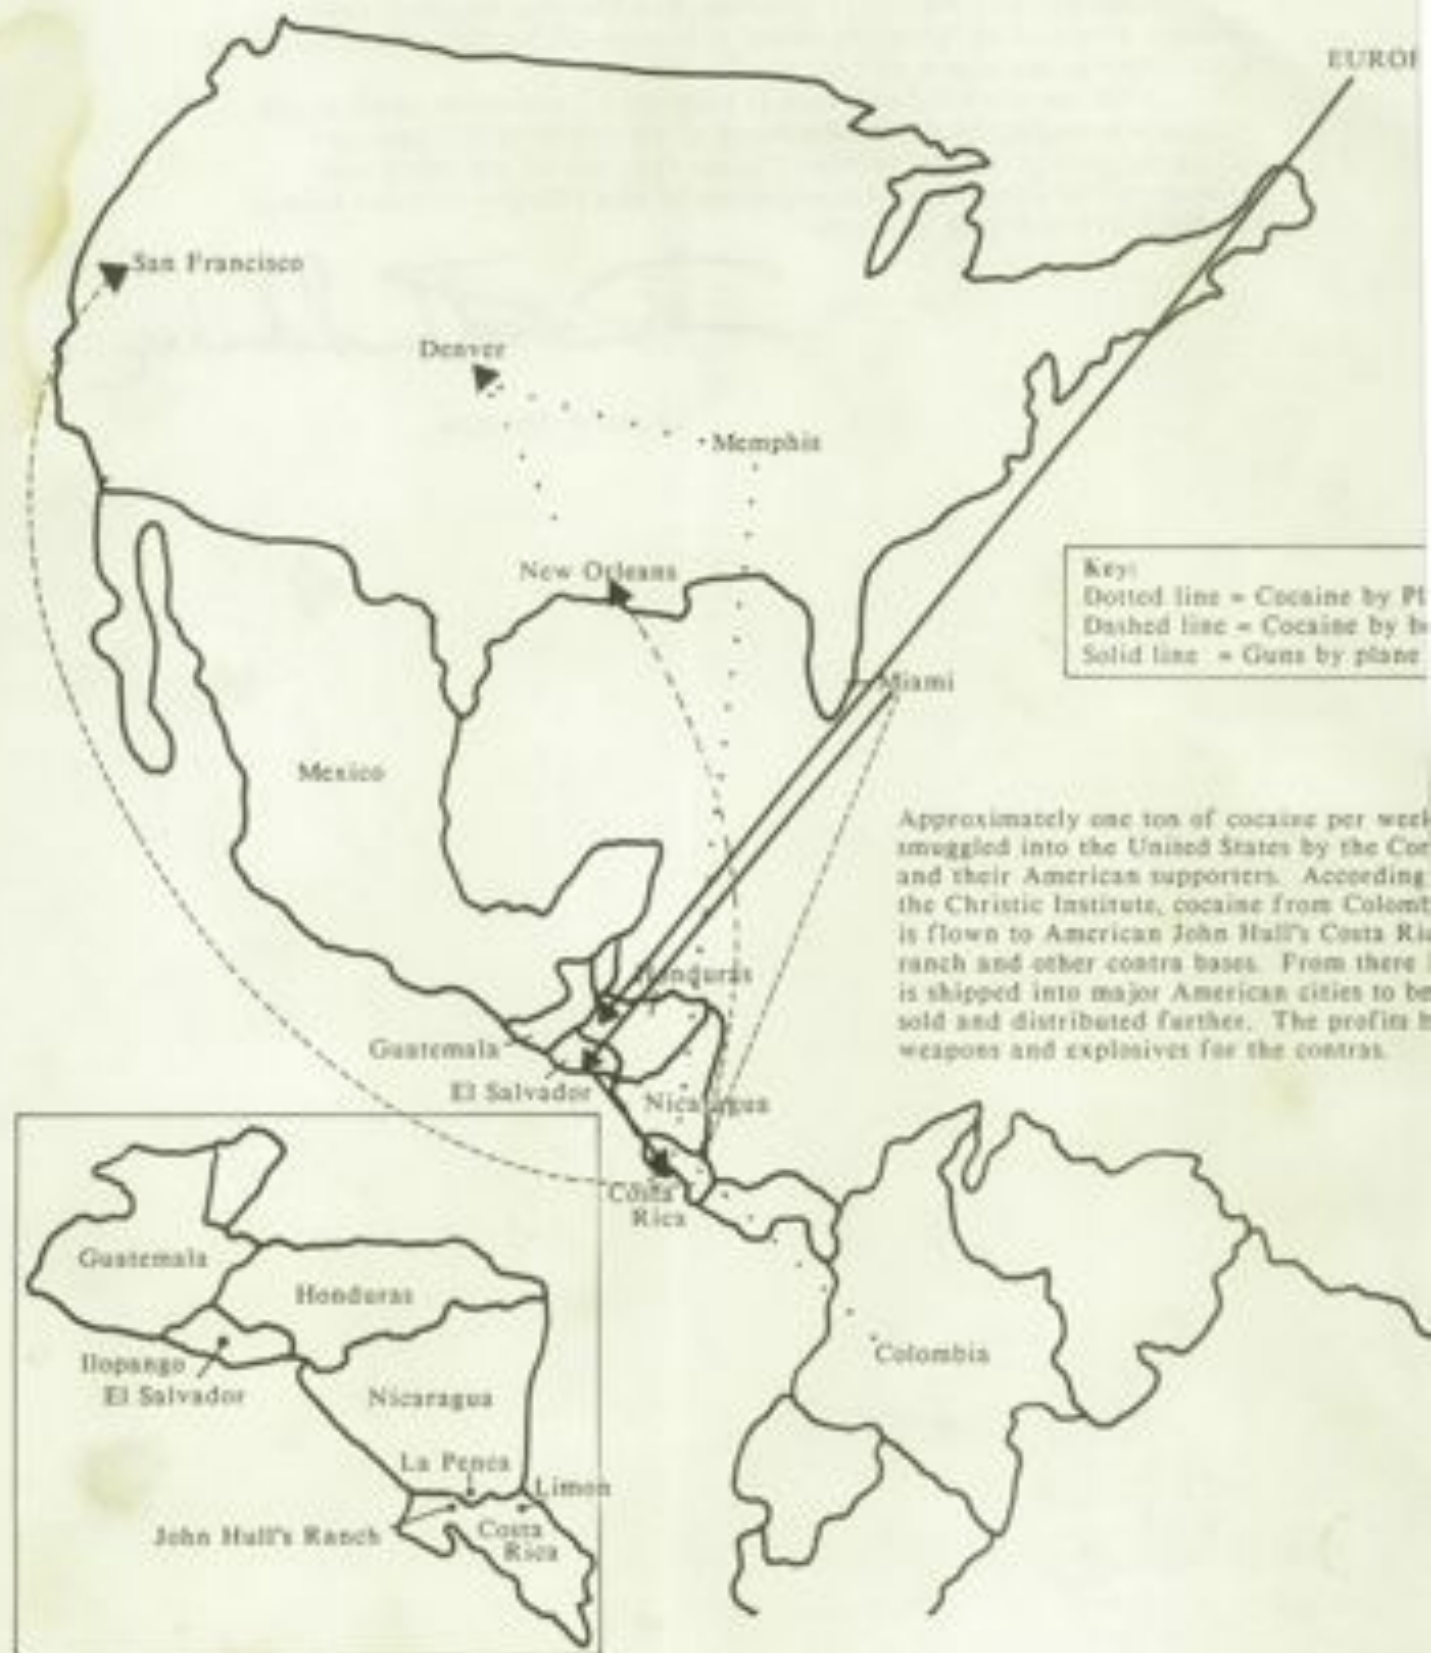 EUROP
San Francisco
Denver
Memphis
New Orleans
Key:
Dotted line = Cocaine by Pl
Dashed line = Cocaine by b
Solid line = Guns by plane
Miami
Mexico
Approximately one ton of cocaine per week
smuggled into the United States by the Con
and their American supporters. According
the Christic Institute, cocaine from Colomb
is flown to American John Hull's Costa Ric
ranch and other contra bases. From there i
is shipped into major American cities to be
sold and distributed further. The profits b
weapons and explosives for the contras.
Honduras
Guatemala
El Salvador
Nicaragua
Costa
Rica
Colombia
Guatemala
Honduras
Ilopango
El Salvador
Nicaragua
La Penca
Limon
John Hull's Ranch
Costa
Rica